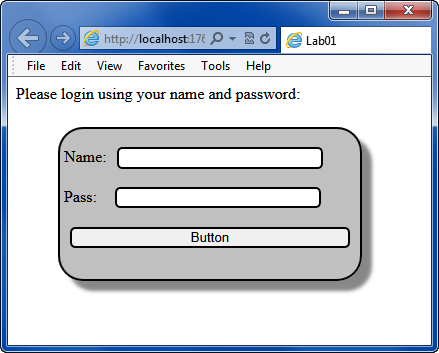 http://localhost:176
Lab01
File Edit View Favorites Tools Help
Please login using your name and password:
Name:
Pass:
Button